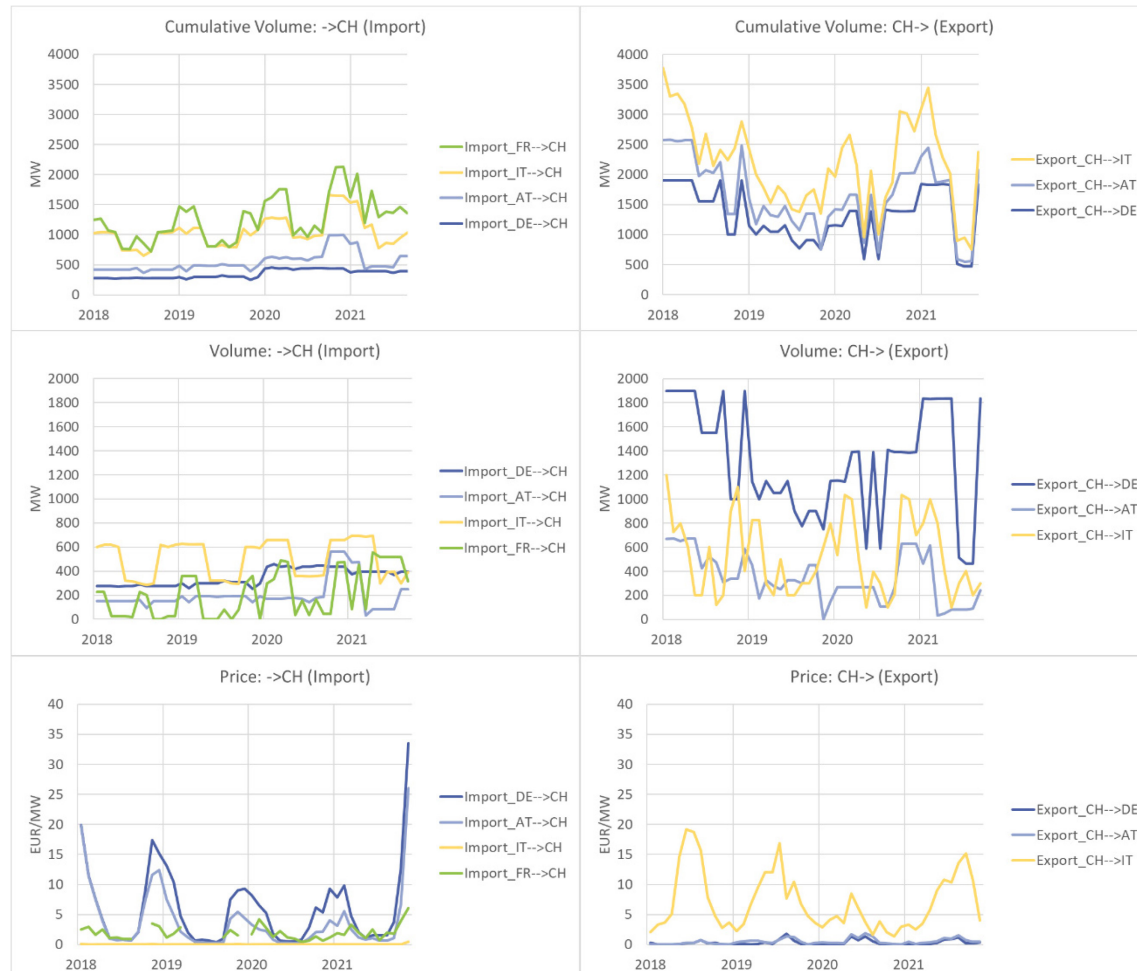 Cumulative Volume: ->CH (Import)
4000
3500
3000
2500
2000
1500
1000
500
0
MW
2018 2019 2020 2021
Import_FR-->CH
Import_IT-->CH
Import_AT-->CH
Import_DE-->CH
Cumulative Volume: CH-> (Export)
4000
3500
3000
2500
2000
1500
1000
500
0
MW
2018 2019 2020 2021
Export_CH-->IT
Export_CH-->AT
Export_CH-->DE
Volume: ->CH (Import)
2000
1800
1600
1400
1200
1000
800
600
400
200
0
MW
2018 2019 2020 2021
Import_DE-->CH
Import_AT-->CH
Import_IT-->CH
Import_FR-->CH
Volume: CH-> (Export)
2000
1800
1600
1400
1200
1000
800
600
400
200
0
MW
2018 2019 2020 2021
Export_CH-->DE
Export_CH-->AT
Export_CH-->IT
Price: ->CH (Import)
40
35
30
25
20
15
10
5
0
EUR/MW
2018 2019 2020 2021
Import_DE-->CH
Import_AT-->CH
Import_IT-->CH
Import_FR-->CH
Price: CH-> (Export)
40
35
30
25
20
15
10
5
0
EUR/MW
2018 2019 2020 2021
Export_CH-->DE
Export_CH-->AT
Export_CH-->IT